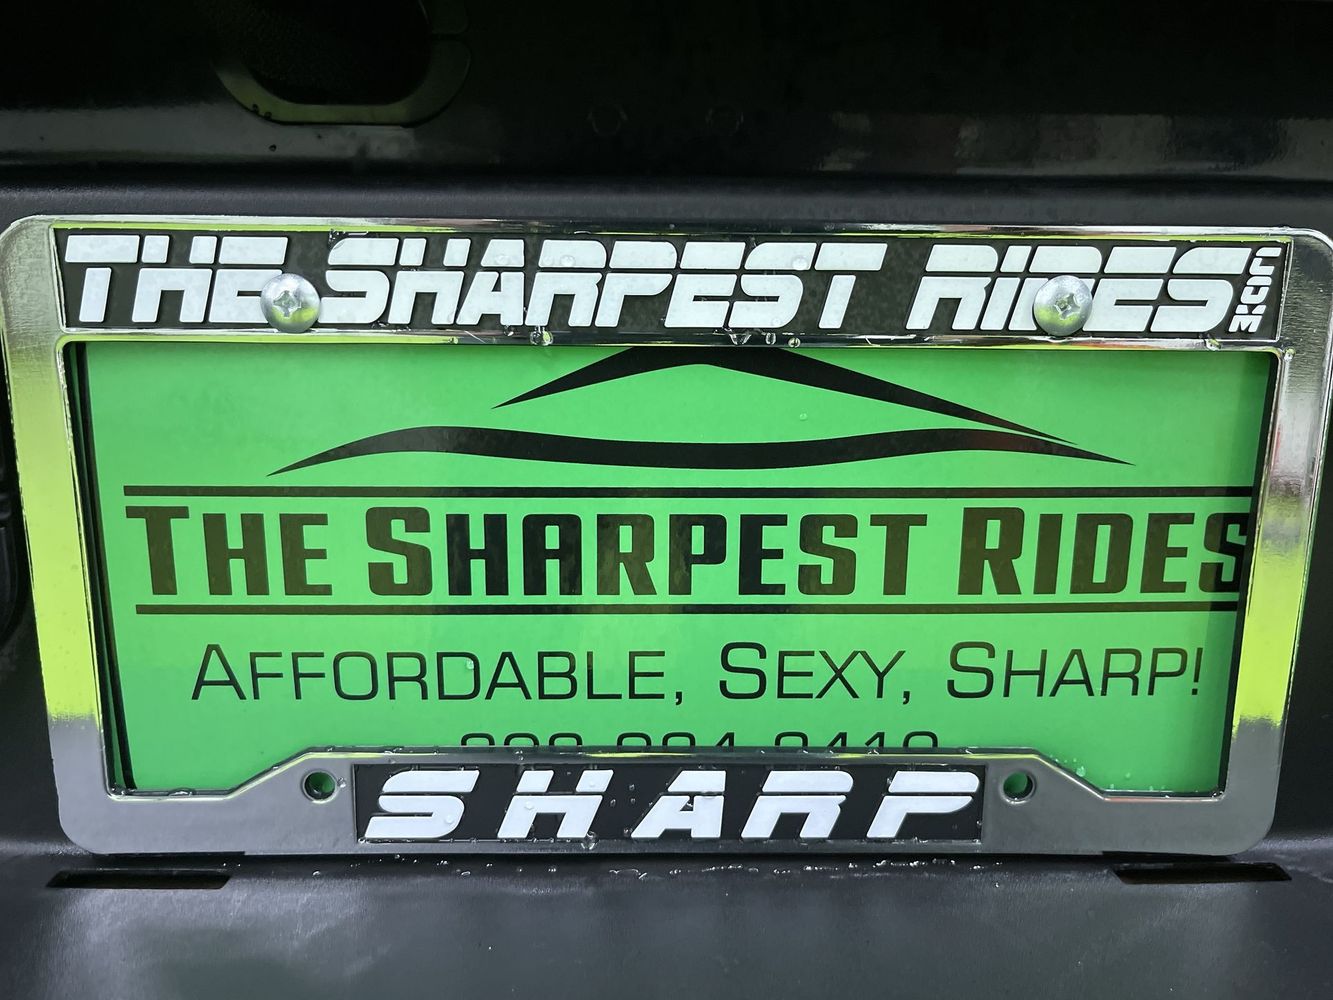 THE SHARPEST RIDES
.COM
THE SHARPEST RIDES
AFFORDABLE, SEXY, SHARP!
SHARP